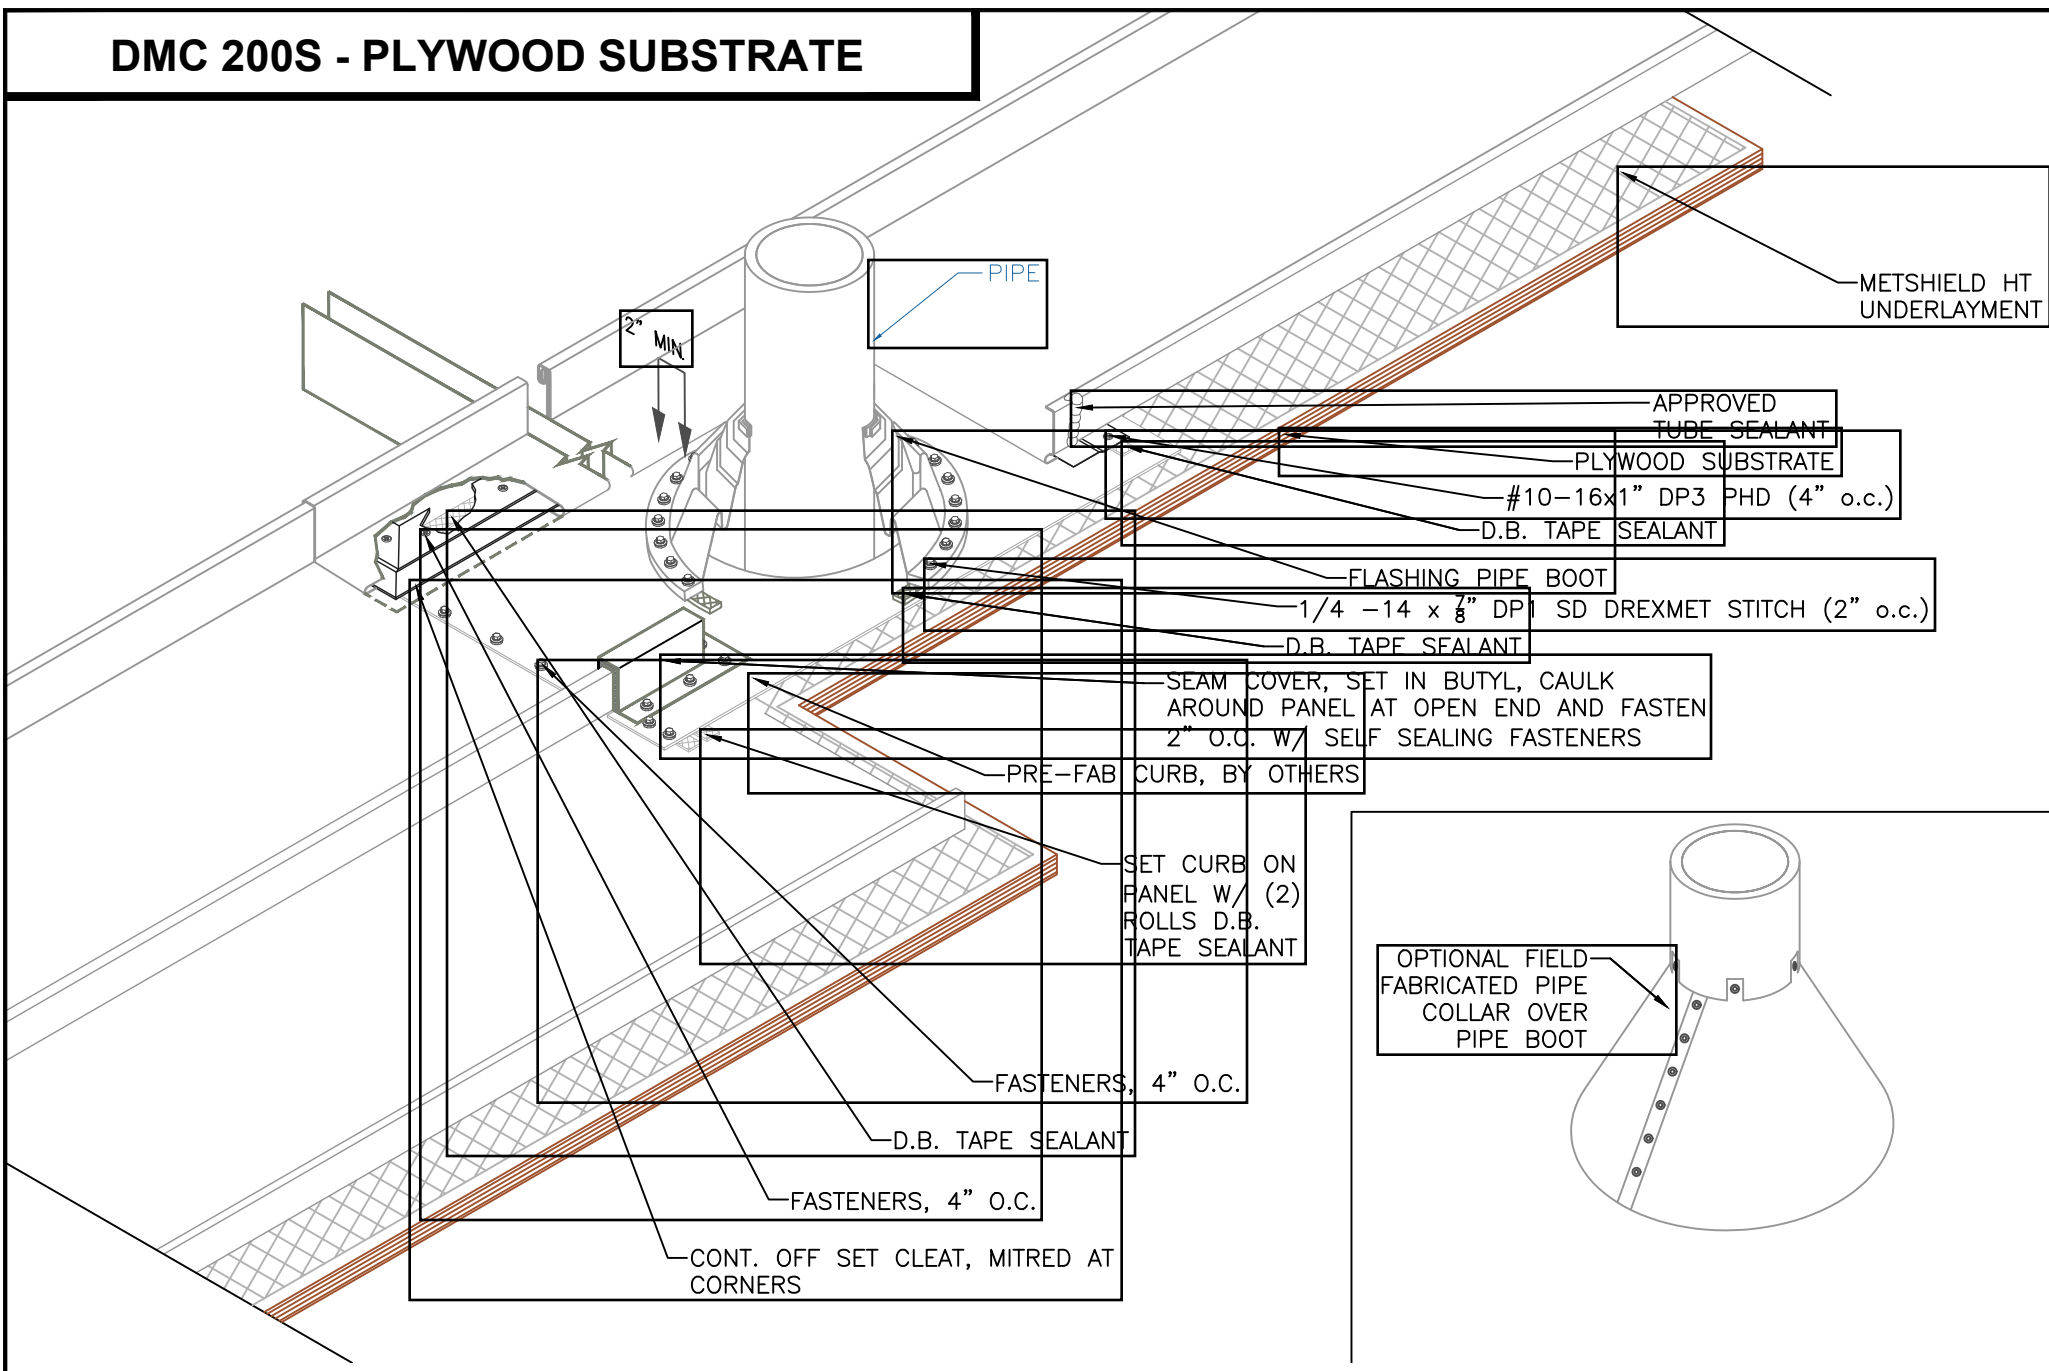 DMC 200S - PLYWOOD SUBSTRATE
PIPE
2"
MIN.
METSHIELD HT
UNDERLAYMENT
APPROVED
TUBE SEALANT
PLYWOOD SUBSTRATE
#10-16x1" DP3 PHD (4" o.c.)
D.B. TAPE SEALANT
FLASHING PIPE BOOT
1/4 -14 x 7/8" DP1 SD DREXMET STITCH (2" o.c.)
D.B. TAPE SEALANT
SEAM COVER, SET IN BUTYL, CAULK
AROUND PANEL AT OPEN END AND FASTEN
2" O.C. W/ SELF SEALING FASTENERS
PRE-FAB CURB, BY OTHERS
SET CURB ON
PANEL W/ (2)
ROLLS D.B.
TAPE SEALANT
OPTIONAL FIELD
FABRICATED PIPE
COLLAR OVER
PIPE BOOT
FASTENERS, 4" O.C.
D.B. TAPE SEALANT
FASTENERS, 4" O.C.
CONT. OFF SET CLEAT, MITRED AT
CORNERS